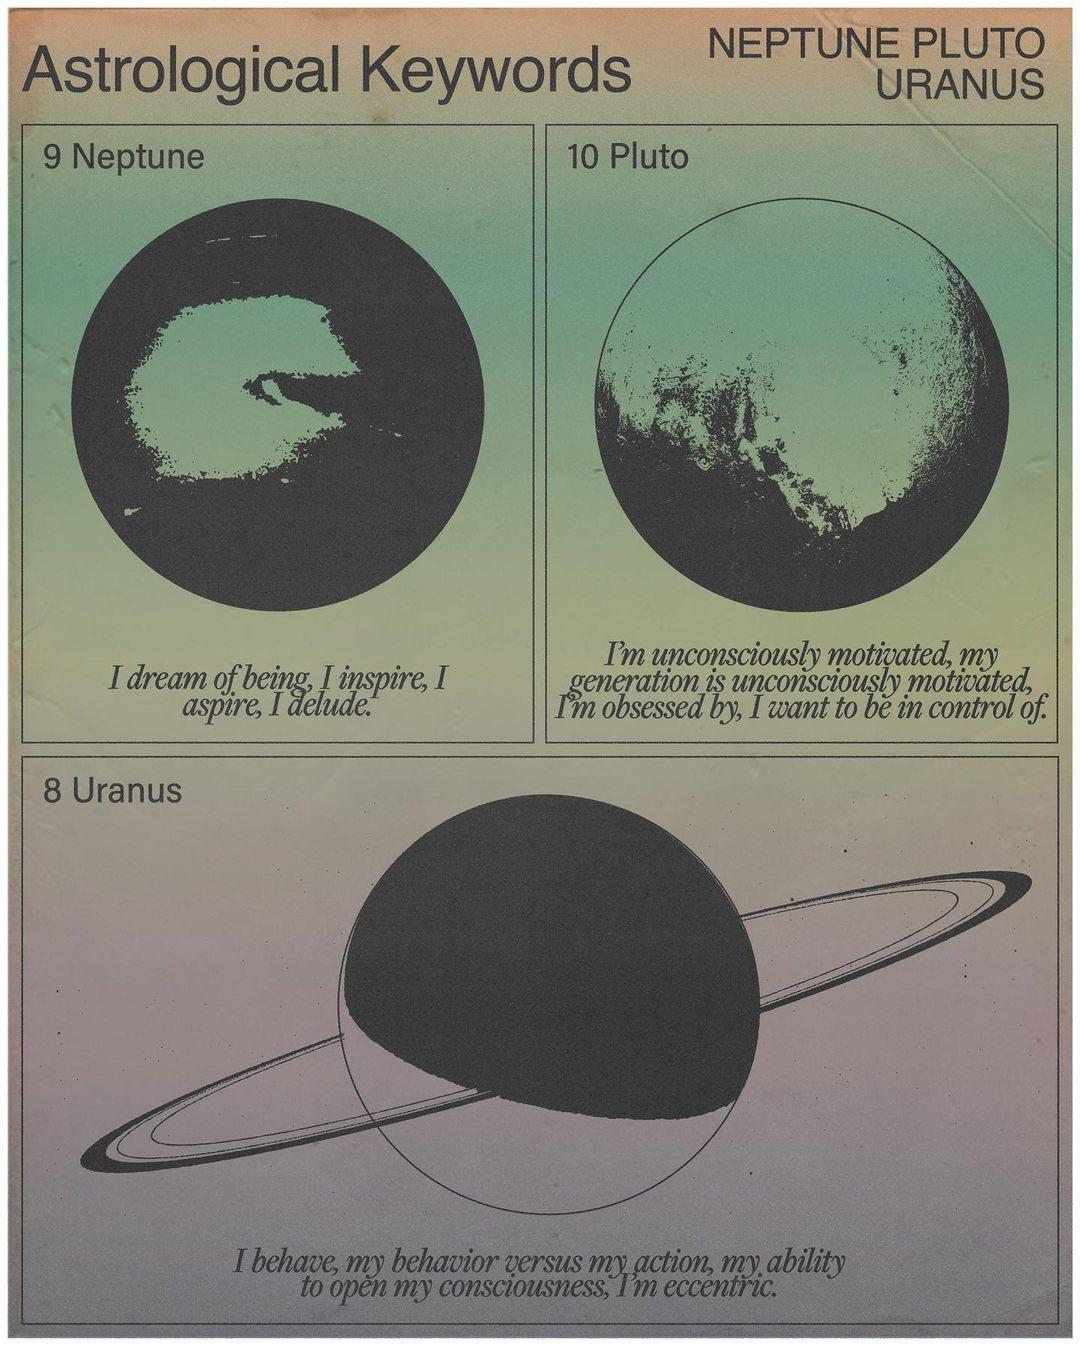 Astrological Keywords
NEPTUNE PLUTO
URANUS
9 Neptune
I dream of being, I inspire, I
aspire, I delude.
10 Pluto
I'm unconsciously motivated, my
generation is unconsciously motivated,
I'm obsessed by, I want to be in control of.
8 Uranus
I behave, my behavior versus my action, my ability
to open my consciousness, I'm eccentric.